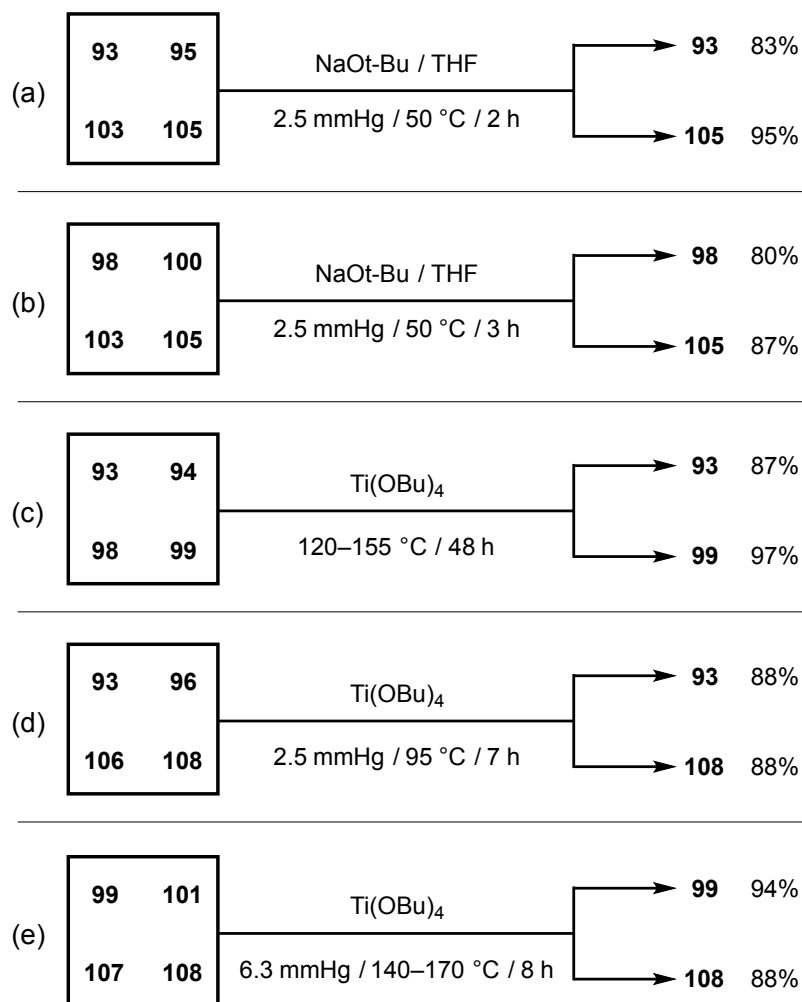 (a)
93 95
103 105
NaOt-Bu / THF
2.5 mmHg / 50 °C / 2 h
93 83%
105 95%
(b)
98 100
103 105
NaOt-Bu / THF
2.5 mmHg / 50 °C / 3 h
98 80%
105 87%
(c)
93 94
98 99
Ti(OBu)4
120–155 °C / 48 h
93 87%
99 97%
(d)
93 96
106 108
Ti(OBu)4
2.5 mmHg / 95 °C / 7 h
93 88%
108 88%
(e)
99 101
107 108
Ti(OBu)4
6.3 mmHg / 140–170 °C / 8 h
99 94%
108 88%